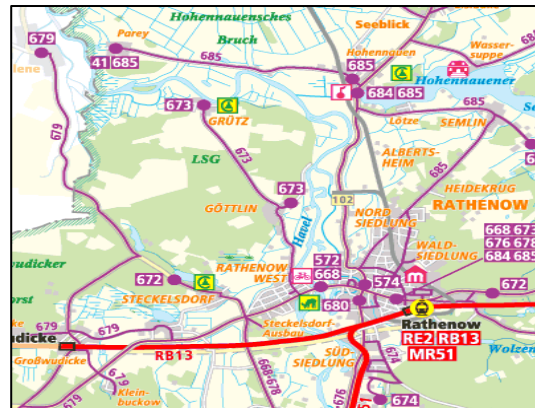 679
Parey
41 685
Hohennauensches
Bruch
Seeblick
Hohennauen
Wasser-
suppe
685
685
684 685
Hohennauener
673
GRÜTZ
Lötze
SEMLIN
679
673
LSG
ALBERTS-
HEIM
685
HEIDEKRUG
RATHENOW
673
GÖTTLIN
Havel
102
NORD
SIEDLUNG
WALD-
SIEDLUNG
668 673
676 678
684 685
572
668
RATHENOW
WEST
672
STECKELSDORF
574
672
680
Steckelsdorf-
Ausbau
Rathenow
RE2 RB13
MR51
679
679
Großwudicke
RB13
SÜD-
SIEDLUNG
Wolzen
Klein-
buckow
668+678
676
674
674